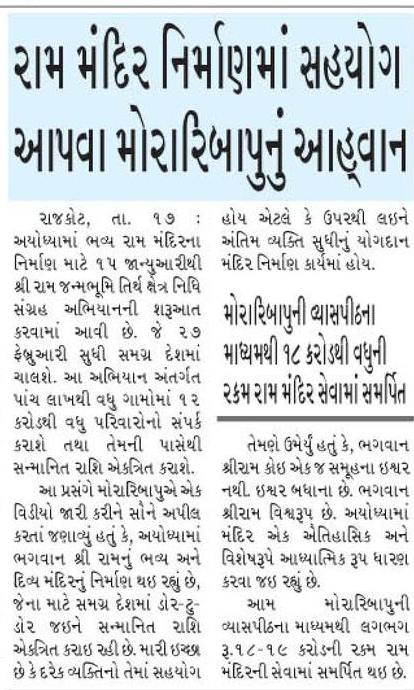 રામ મંદિર નિર્માણમાં સહયોગ
આપવા મોરારિબાપુનું આહ્વાન
રાજકોટ, તા. ૧૭ :
અયોધ્યામાં ભવ્ય રામ મંદિરના
નિર્માણ માટે ૧૫ જાન્યુઆરીથી
શ્રી રામ જન્મભૂમિ તિર્થ ક્ષેત્ર નિધિ
સંગ્રહ અભિયાનની શરૂઆત
કરવામાં આવી છે. જે ૨૭
ફેબ્રુઆરી સુધી સમગ્ર દેશમાં
ચાલશે. આ અભિયાન અંતર્ગત
પાંચ લાખથી વધુ ગામોમાં ૧૨
કરોડથી વધુ પરિવારોનો સંપર્ક
કરાશે તથા તેમની પાસેથી
સન્માનિત રાશિ એકત્રિત કરાશે.
આ પ્રસંગે મોરારિબાપુએ એક
વિડીયો જારી કરીને સૌને અપીલ
કરતાં જણાવ્યું હતું કે, અયોધ્યામાં
ભગવાન શ્રી રામનું ભવ્ય અને
દિવ્ય મંદિરનું નિર્માણ થઇ રહ્યું છે,
જેના માટે સમગ્ર દેશમાં ડોર-ટુ-
ડોર જઇને સન્માનિત રાશિ
એકત્રિત કરાઇ રહી છે. મારી ઇચ્છા
છે કે દરેક વ્યક્તિનો તેમાં સહયોગ
હોય એટલે કે ઉપરથી લઇને
અંતિમ વ્યક્તિ સુધીનું યોગદાન
મંદિર નિર્માણ કાર્યમાં હોય.
મોરારિબાપુની વ્યાસપીઠના
માધ્યમથી ૧૮ કરોડથી વધુની
રકમ રામ મંદિર સેવામાં સમર્પિત
તેમણે ઉમેર્યું હતું કે, ભગવાન
શ્રીરામ કોઇ એક જ સમૂહના ઇશ્વર
નથી. ઇશ્વર બધાના છે. ભગવાન
શ્રીરામ વિશ્વરૂપ છે. અયોધ્યામાં
મંદિર એક ઐતિહાસિક અને
વિશેષરૂપે આધ્યાત્મિક રૂપ ધારણ
કરવા જઇ રહ્યું છે.
આમ મોરારિબાપુની
વ્યાસપીઠના માધ્યમથી લગભગ
રૂ.૧૮-૧૯ કરોડની રકમ રામ
મંદિરની સેવામાં સમર્પિત થઇ છે.